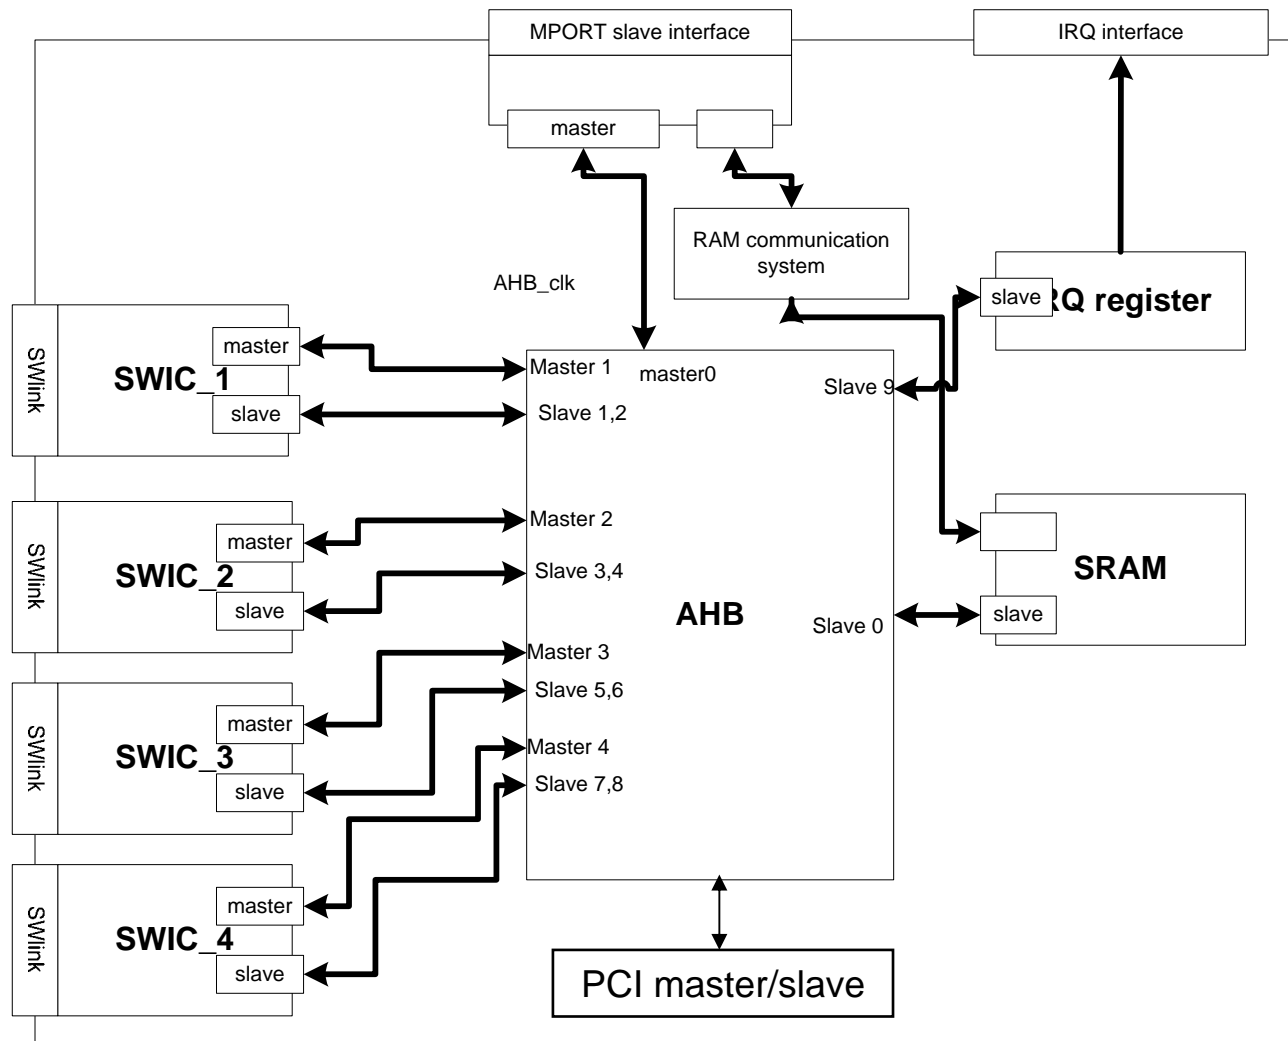 MPORT slave interface
IRQ interface
master
RAM communication
system
AHB_clk
slave
RQ register
SWlink
SWIC_1
master
slave
Master 1
master0
Slave 9
Slave 1,2
SWlink
SWIC_2
master
slave
Master 2
Slave 3,4
SRAM
slave
AHB
Slave 0
SWlink
SWIC_3
master
slave
Master 3
Slave 5,6
Master 4
Slave 7,8
SWlink
SWIC_4
master
slave
PCI master/slave